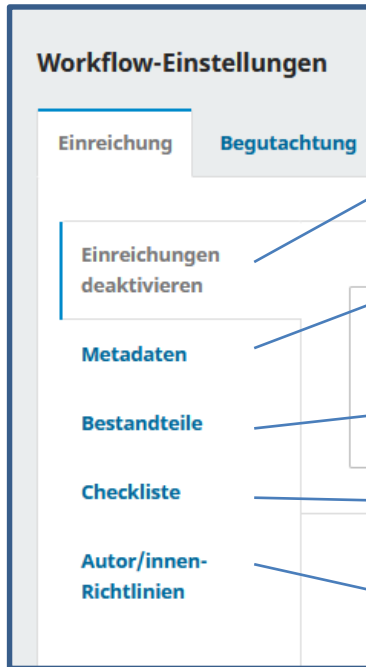 Workflow-Einstellungen
Einreichung Begutachtung
Einreichungen
deaktivieren
Metadaten
Bestandteile
Checkliste
Autor/innen-
Richtlinien